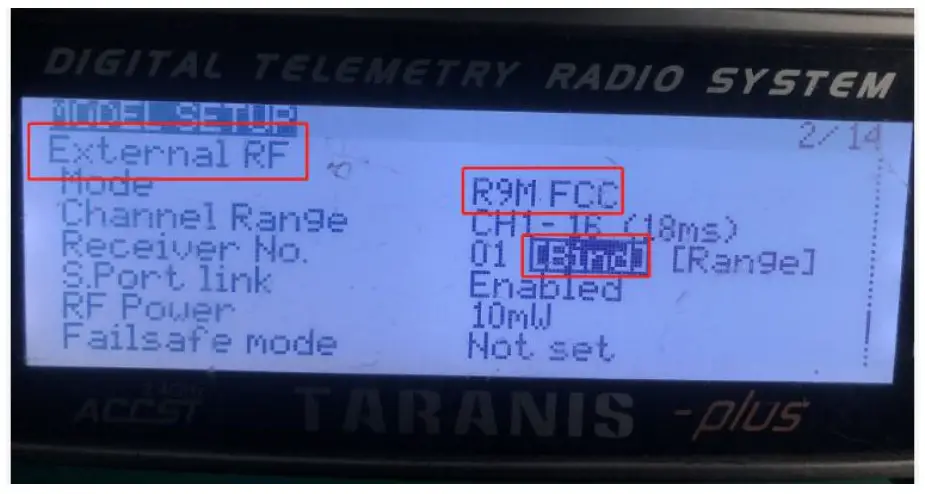 DIGITAL TELEMETRY RADIO SYSTEM
MODEL SETUP 2/14
External RF
Mode R9M FCC
Channel Range CH1-16 (18ms)
Receiver No. 01 [Bind] [Range]
S.Port link Enabled
RF Power 10mW
Failsafe mode Not set
ACCST TARANIS -plus